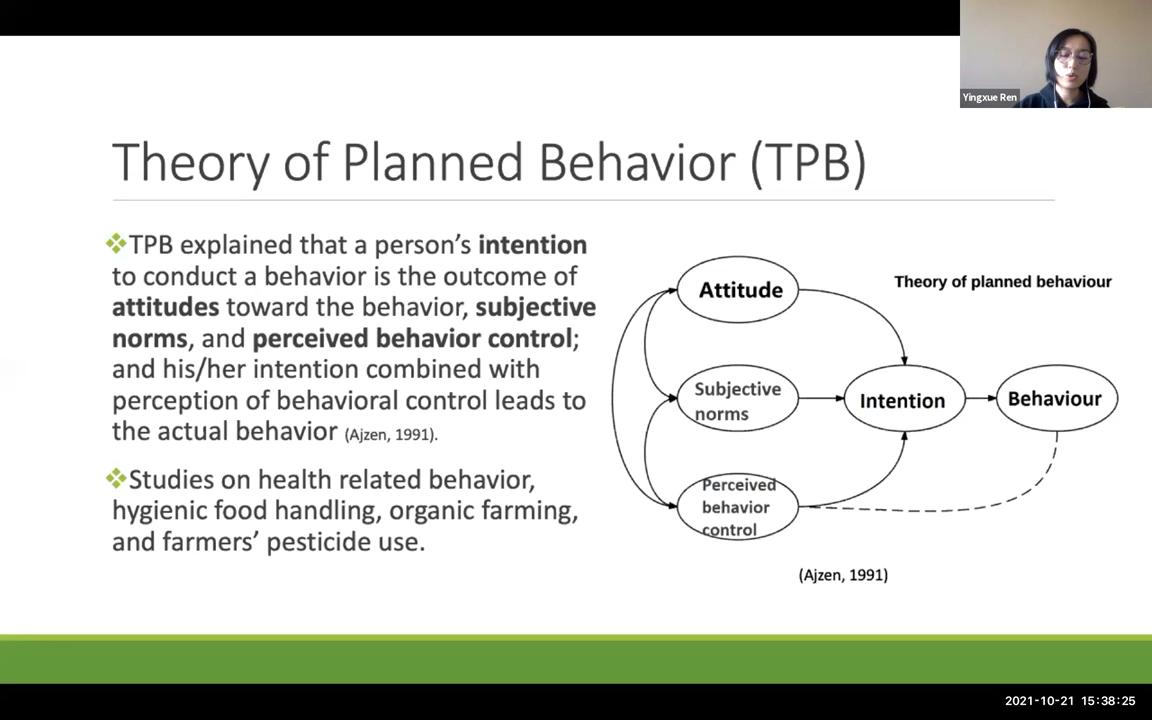 Yingxue Ren
Theory of Planned Behavior (TPB)
❖TPB explained that a person’s intention
to conduct a behavior is the outcome of
attitudes toward the behavior, subjective
norms, and perceived behavior control;
and his/her intention combined with
perception of behavioral control leads to
the actual behavior (Ajzen, 1991).
❖Studies on health related behavior,
hygienic food handling, organic farming,
and farmers’ pesticide use.
Theory of planned behaviour
Attitude
Subjective
norms
Intention
Behaviour
Perceived
behavior
control
(Ajzen, 1991)
2021-10-21 15:38:25